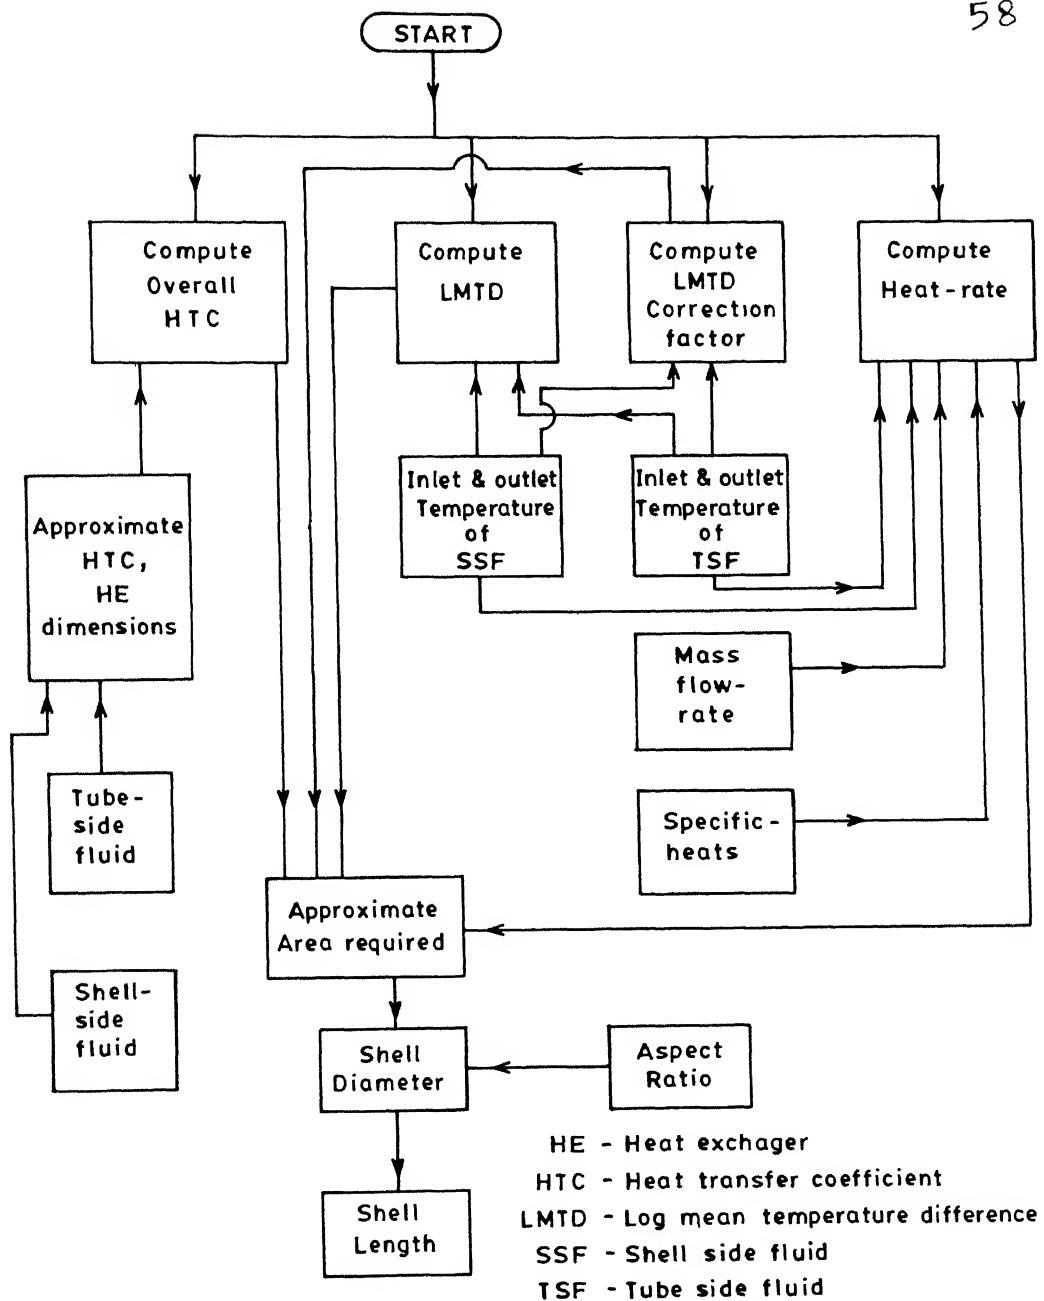 58
START
Compute
Overall
HTC
Compute
LMTD
Compute
LMTD
Correction
factor
Compute
Heat-rate
Approximate
HTC,
HE
dimensions
Inlet & outlet
Temperature
of
SSF
Inlet & outlet
Temperature
of
TSF
Mass
flow-
rate
Tube-
side
fluid
Specific-
heats
Approximate
Area required
Shell-
side
fluid
Shell
Diameter
Aspect
Ratio
Shell
Length
HE - Heat exchager
HTC - Heat transfer coefficient
LMTD - Log mean temperature difference
SSF - Shell side fluid
TSF - Tube side fluid